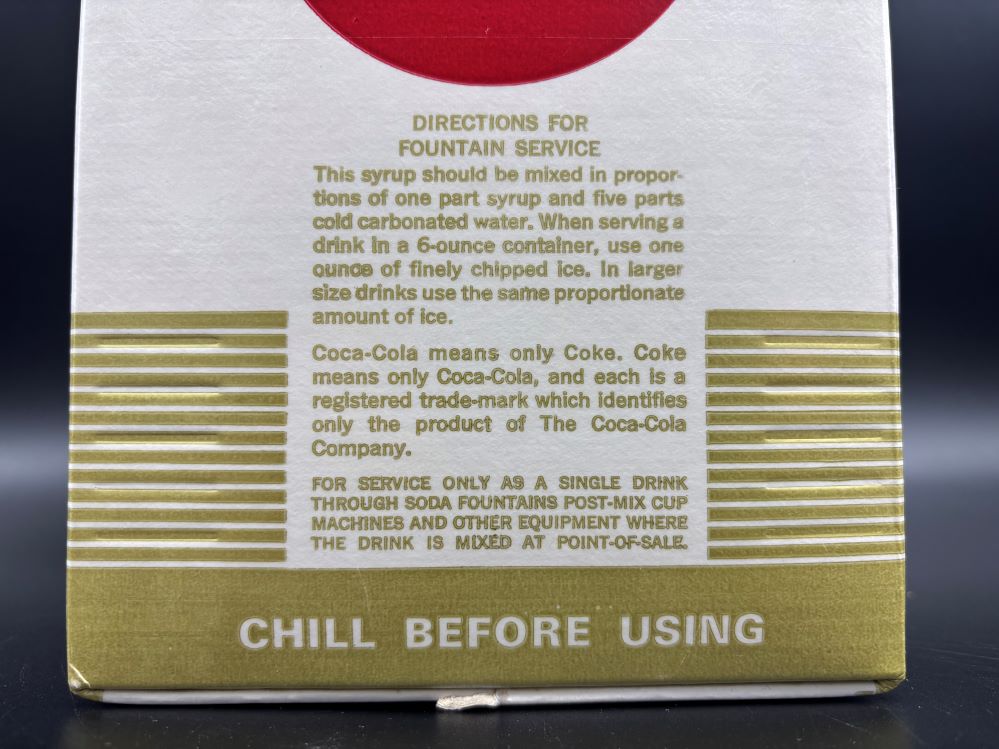 DIRECTIONS FOR
FOUNTAIN SERVICE
This syrup should be mixed in propor-
tions of one part syrup and five parts
cold carbonated water. When serving a
drink in a 6-ounce container, use one
ounce of finely chipped ice. In larger
size drinks use the same proportionate
amount of ice.
Coca-Cola means only Coke. Coke
means only Coca-Cola, and each is a
registered trade-mark which identifies
only the product of The Coca-Cola
Company.
FOR SERVICE ONLY AS A SINGLE DRINK
THROUGH SODA FOUNTAINS POST-MIX CUP
MACHINES AND OTHER EQUIPMENT WHERE
THE DRINK IS MIXED AT POINT-OF-SALE.
CHILL BEFORE USING